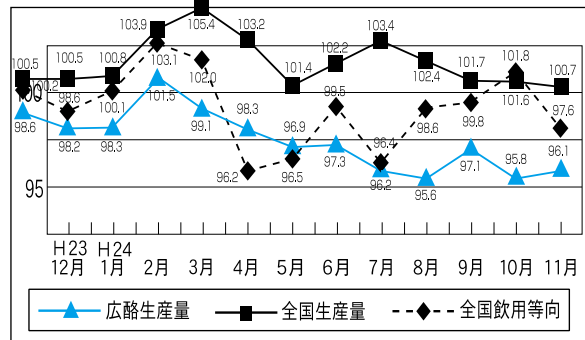 103.9 105.4 103.2 103.4
100.5 100.5 100.8 103.1 102.0 101.4 102.2 102.4 101.7 101.8 100.7
100 100.2 98.6 100.1 101.5 99.5 101.6 97.6
98.6 98.2 98.3 99.1 98.3 96.9 96.4 98.6 99.8
96.2 96.5 97.3 96.2 95.6 97.1 95.8 96.1
95
H23 H24
12月 1月 2月 3月 4月 5月 6月 7月 8月 9月 10月 11月
広酪生産量 全国生産量 全国飲用等向